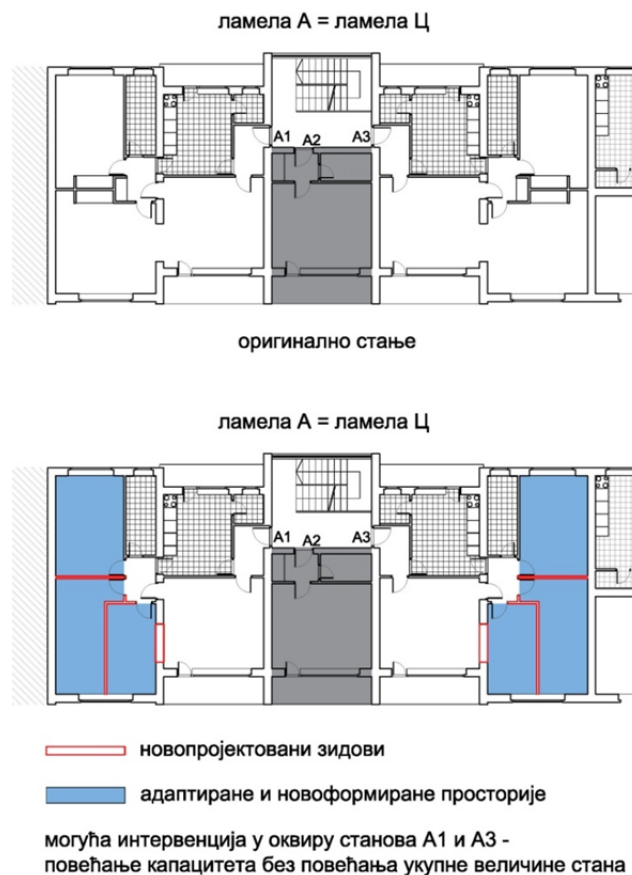 ламела А = ламела Ц
А1
А2
А3
оригинално стање
ламела А = ламела Ц
А1
А2
А3
новопројектовани зидови
адаптиране и новоформиране просторије
могућа интервенција у оквиру станова А1 и А3 -
повећање капацитета без повећања укупне величине стана